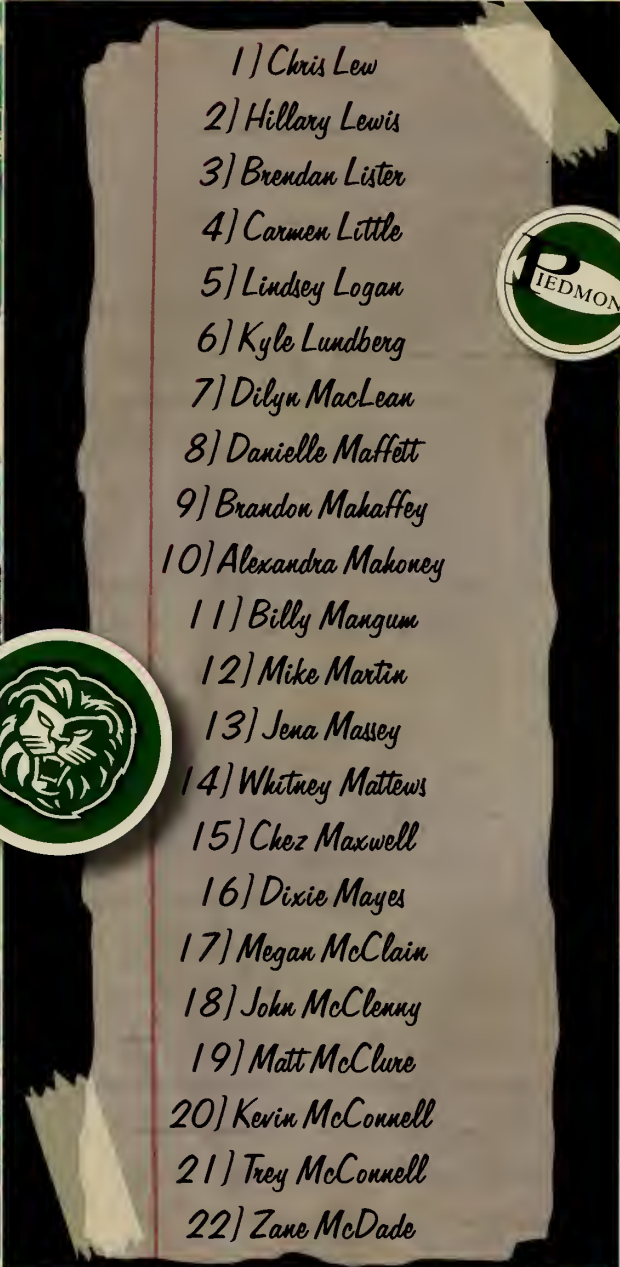 1) Chris Lew
2) Hillary Lewis
3) Brendan Lister
4) Carmen Little
5) Lindsey Logan
6) Kyle Lundberg
7) Dilyn MacLean
8) Danielle Maffett
9) Brandon Mahaffey
10) Alexandra Mahoney
11) Billy Mangum
12) Mike Martin
13) Jena Massey
14) Whitney Mattews
15) Chez Maxwell
16) Dixie Mayes
17) Megan McClain
18) John McClenny
19) Matt McClure
20) Kevin McConnell
21) Trey McConnell
22) Zane McDade
PIEDMON